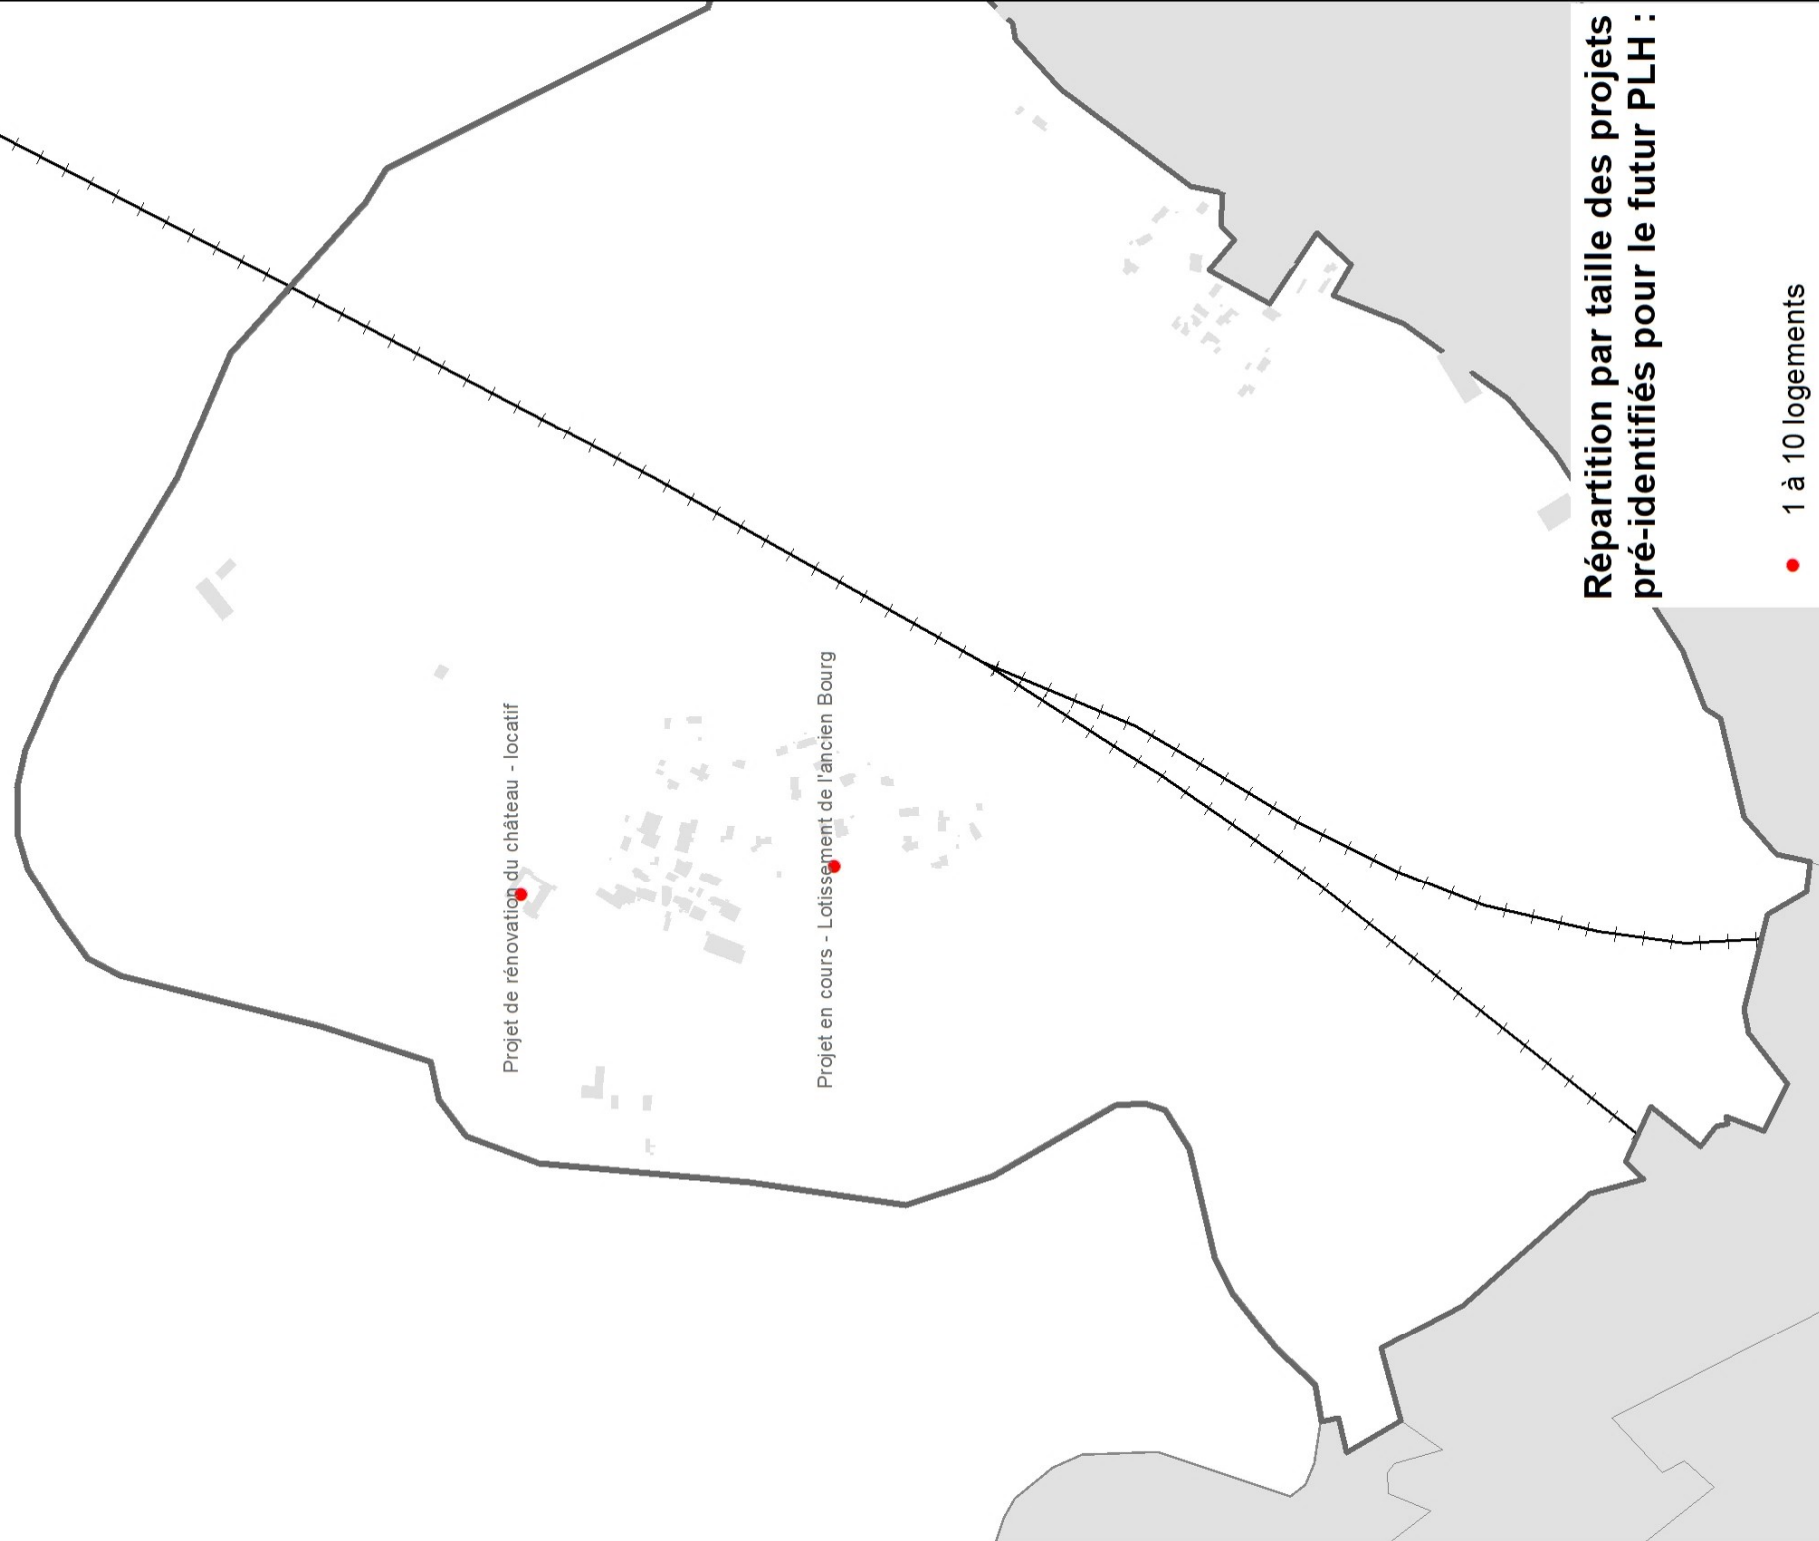 Projet de rénovation du château - locatif
Projet en cours - Lotissement de l'ancien Bourg
Répartition par taille des projets
pré-identifiés pour le futur PLH :
1 à 10 logements